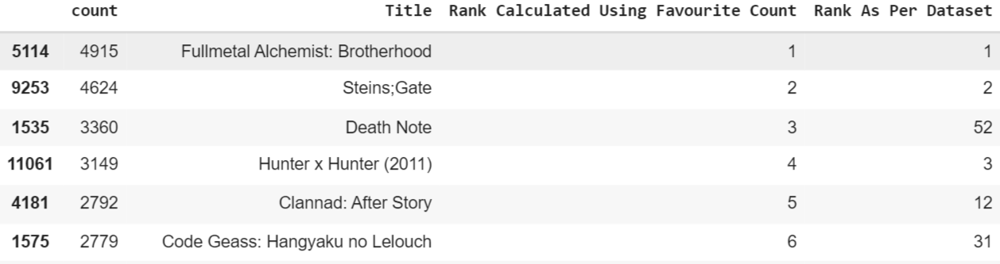 count Title Rank Calculated Using Favourite Count Rank As Per Dataset
5114 4915 Fullmetal Alchemist: Brotherhood 1 1
9253 4624 Steins;Gate 2 2
1535 3360 Death Note 3 52
11061 3149 Hunter x Hunter (2011) 4 3
4181 2792 Clannad: After Story 5 12
1575 2779 Code Geass: Hangyaku no Lelouch 6 31